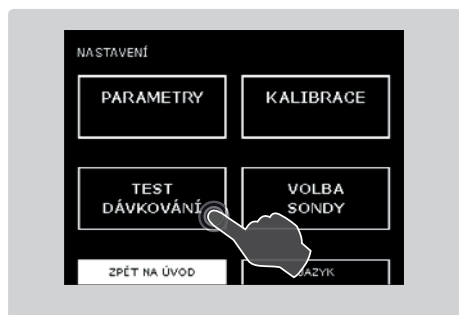 NASTAVENÍ
PARAMETRY
KALIBRACE
TEST
DÁVKOVÁNÍ
VOLBA
SONDY
ZPĚT NA ÚVOD
JAZYK